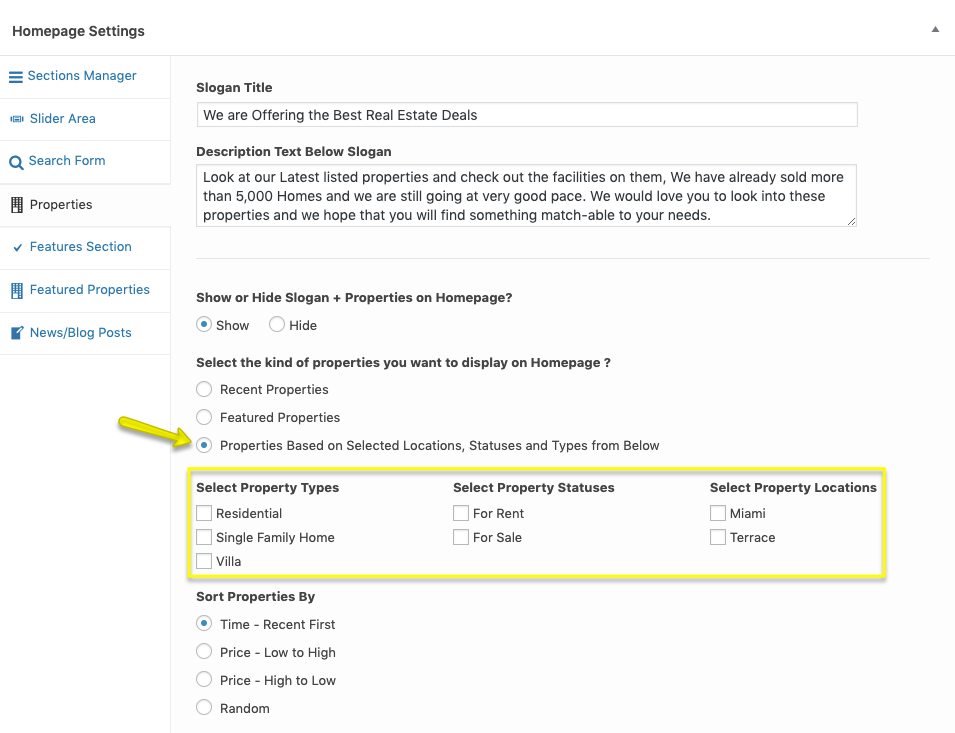 Homepage Settings
Sections Manager
Slider Area
Search Form
Properties
Features Section
Featured Properties
News/Blog Posts
Slogan Title
We are Offering the Best Real Estate Deals
Description Text Below Slogan
Look at our Latest listed properties and check out the facilities on them, We have already sold more
than 5,000 Homes and we are still going at very good pace. We would love you to look into these
properties and we hope that you will find something match-able to your needs.
Show or Hide Slogan + Properties on Homepage?
Show Hide
Select the kind of properties you want to display on Homepage ?
Recent Properties
Featured Properties
Properties Based on Selected Locations, Statuses and Types from Below
Select Property Types
Residential
Single Family Home
Villa
Select Property Statuses
For Rent
For Sale
Select Property Locations
Miami
Terrace
Sort Properties By
Time - Recent First
Price - Low to High
Price - High to Low
Random